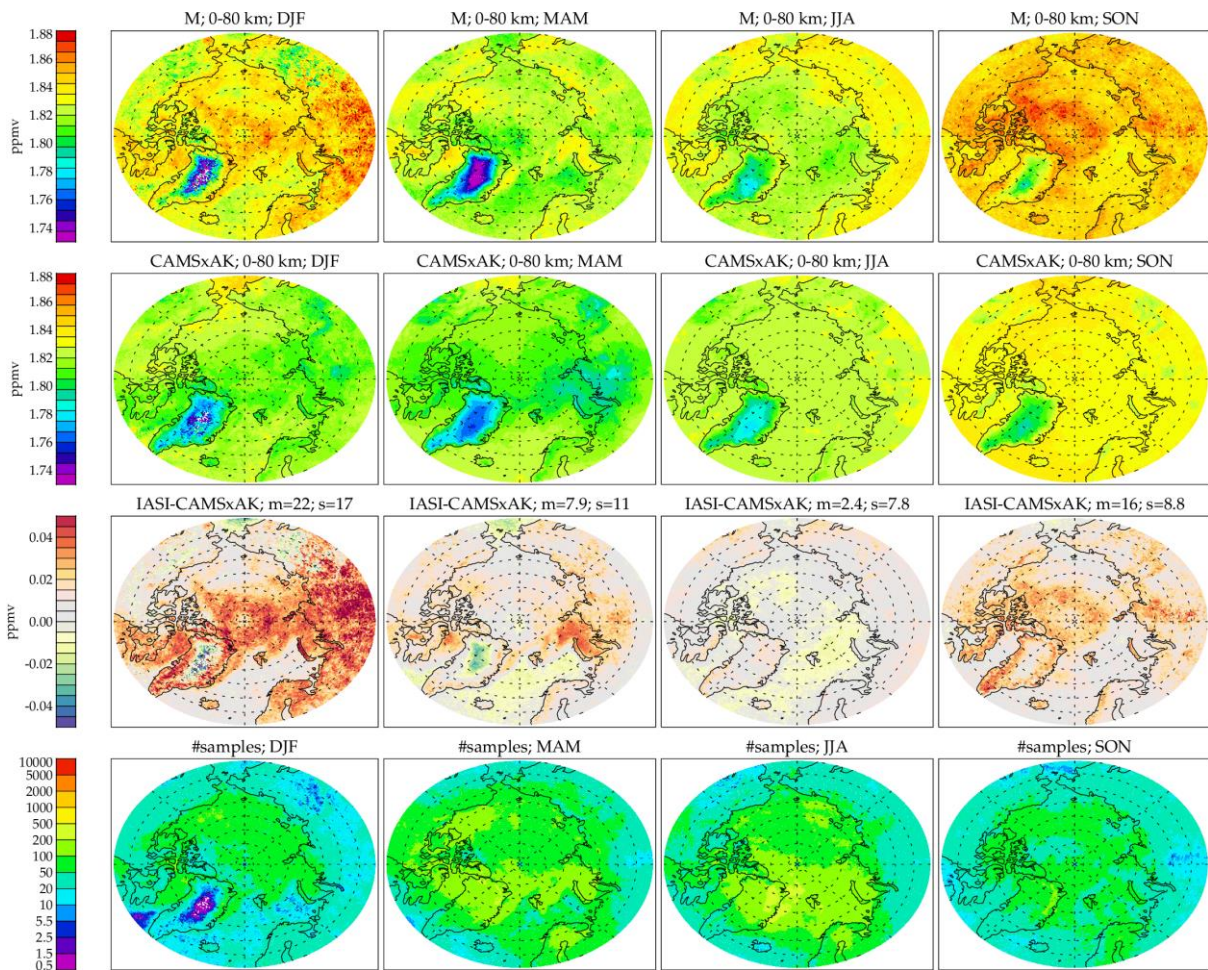 M; 0-80 km; DJF
M; 0-80 km; MAM
M; 0-80 km; JJA
M; 0-80 km; SON
1.88
1.86
1.84
1.82
1.80
1.78
1.76
1.74
ppmv
CAMSxAK; 0-80 km; DJF
CAMSxAK; 0-80 km; MAM
CAMSxAK; 0-80 km; JJA
CAMSxAK; 0-80 km; SON
1.88
1.86
1.84
1.82
1.80
1.78
1.76
1.74
ppmv
IASI-CAMSxAK; m=22; s=17
IASI-CAMSxAK; m=7.9; s=11
IASI-CAMSxAK; m=2.4; s=7.8
IASI-CAMSxAK; m=16; s=8.8
0.04
0.02
0.00
-0.02
-0.04
ppmv
#samples; DJF
#samples; MAM
#samples; JJA
#samples; SON
10000
5000
2000
1000
500
200
100
50
20
10
5.5
2.5
1.5
0.5